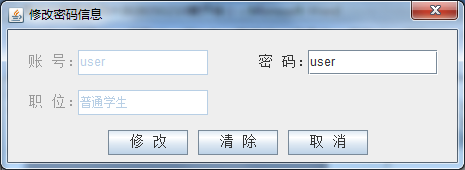 修改密码信息
账 号: user 密 码: user
职 位: 普通学生
修 改 清 除 取 消